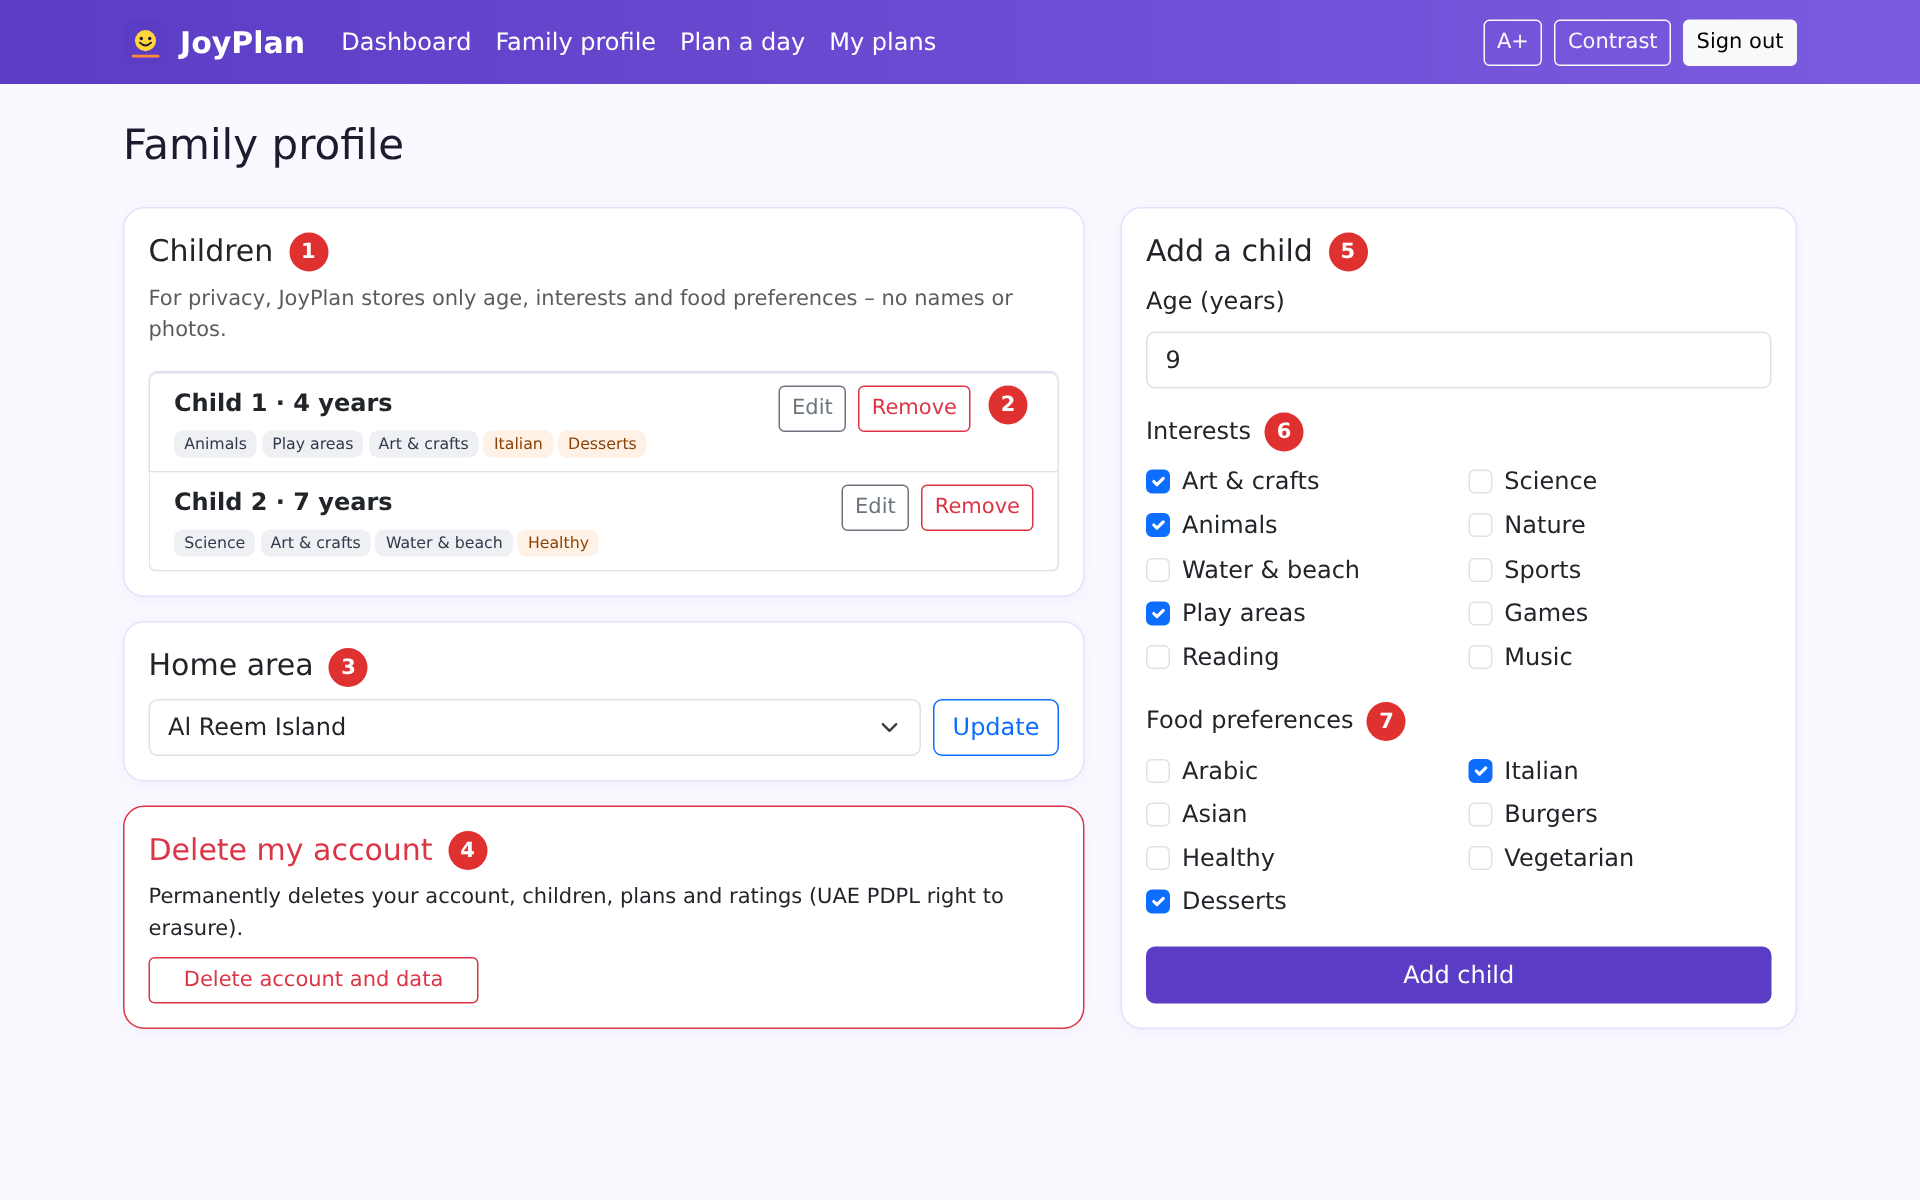 JoyPlan Dashboard Family profile Plan a day My plans A+ Contrast Sign out
Family profile
Children 1
For privacy, JoyPlan stores only age, interests and food preferences – no names or
photos.
Child 1 · 4 years Edit Remove 2
Animals Play areas Art & crafts Italian Desserts
Child 2 · 7 years Edit Remove
Science Art & crafts Water & beach Healthy
Home area 3
Al Reem Island Update
Delete my account 4
Permanently deletes your account, children, plans and ratings (UAE PDPL right to
erasure).
Delete account and data
Add a child 5
Age (years)
9
Interests 6
Art & crafts Science
Animals Nature
Water & beach Sports
Play areas Games
Reading Music
Food preferences 7
Arabic Italian
Asian Burgers
Healthy Vegetarian
Desserts
Add child